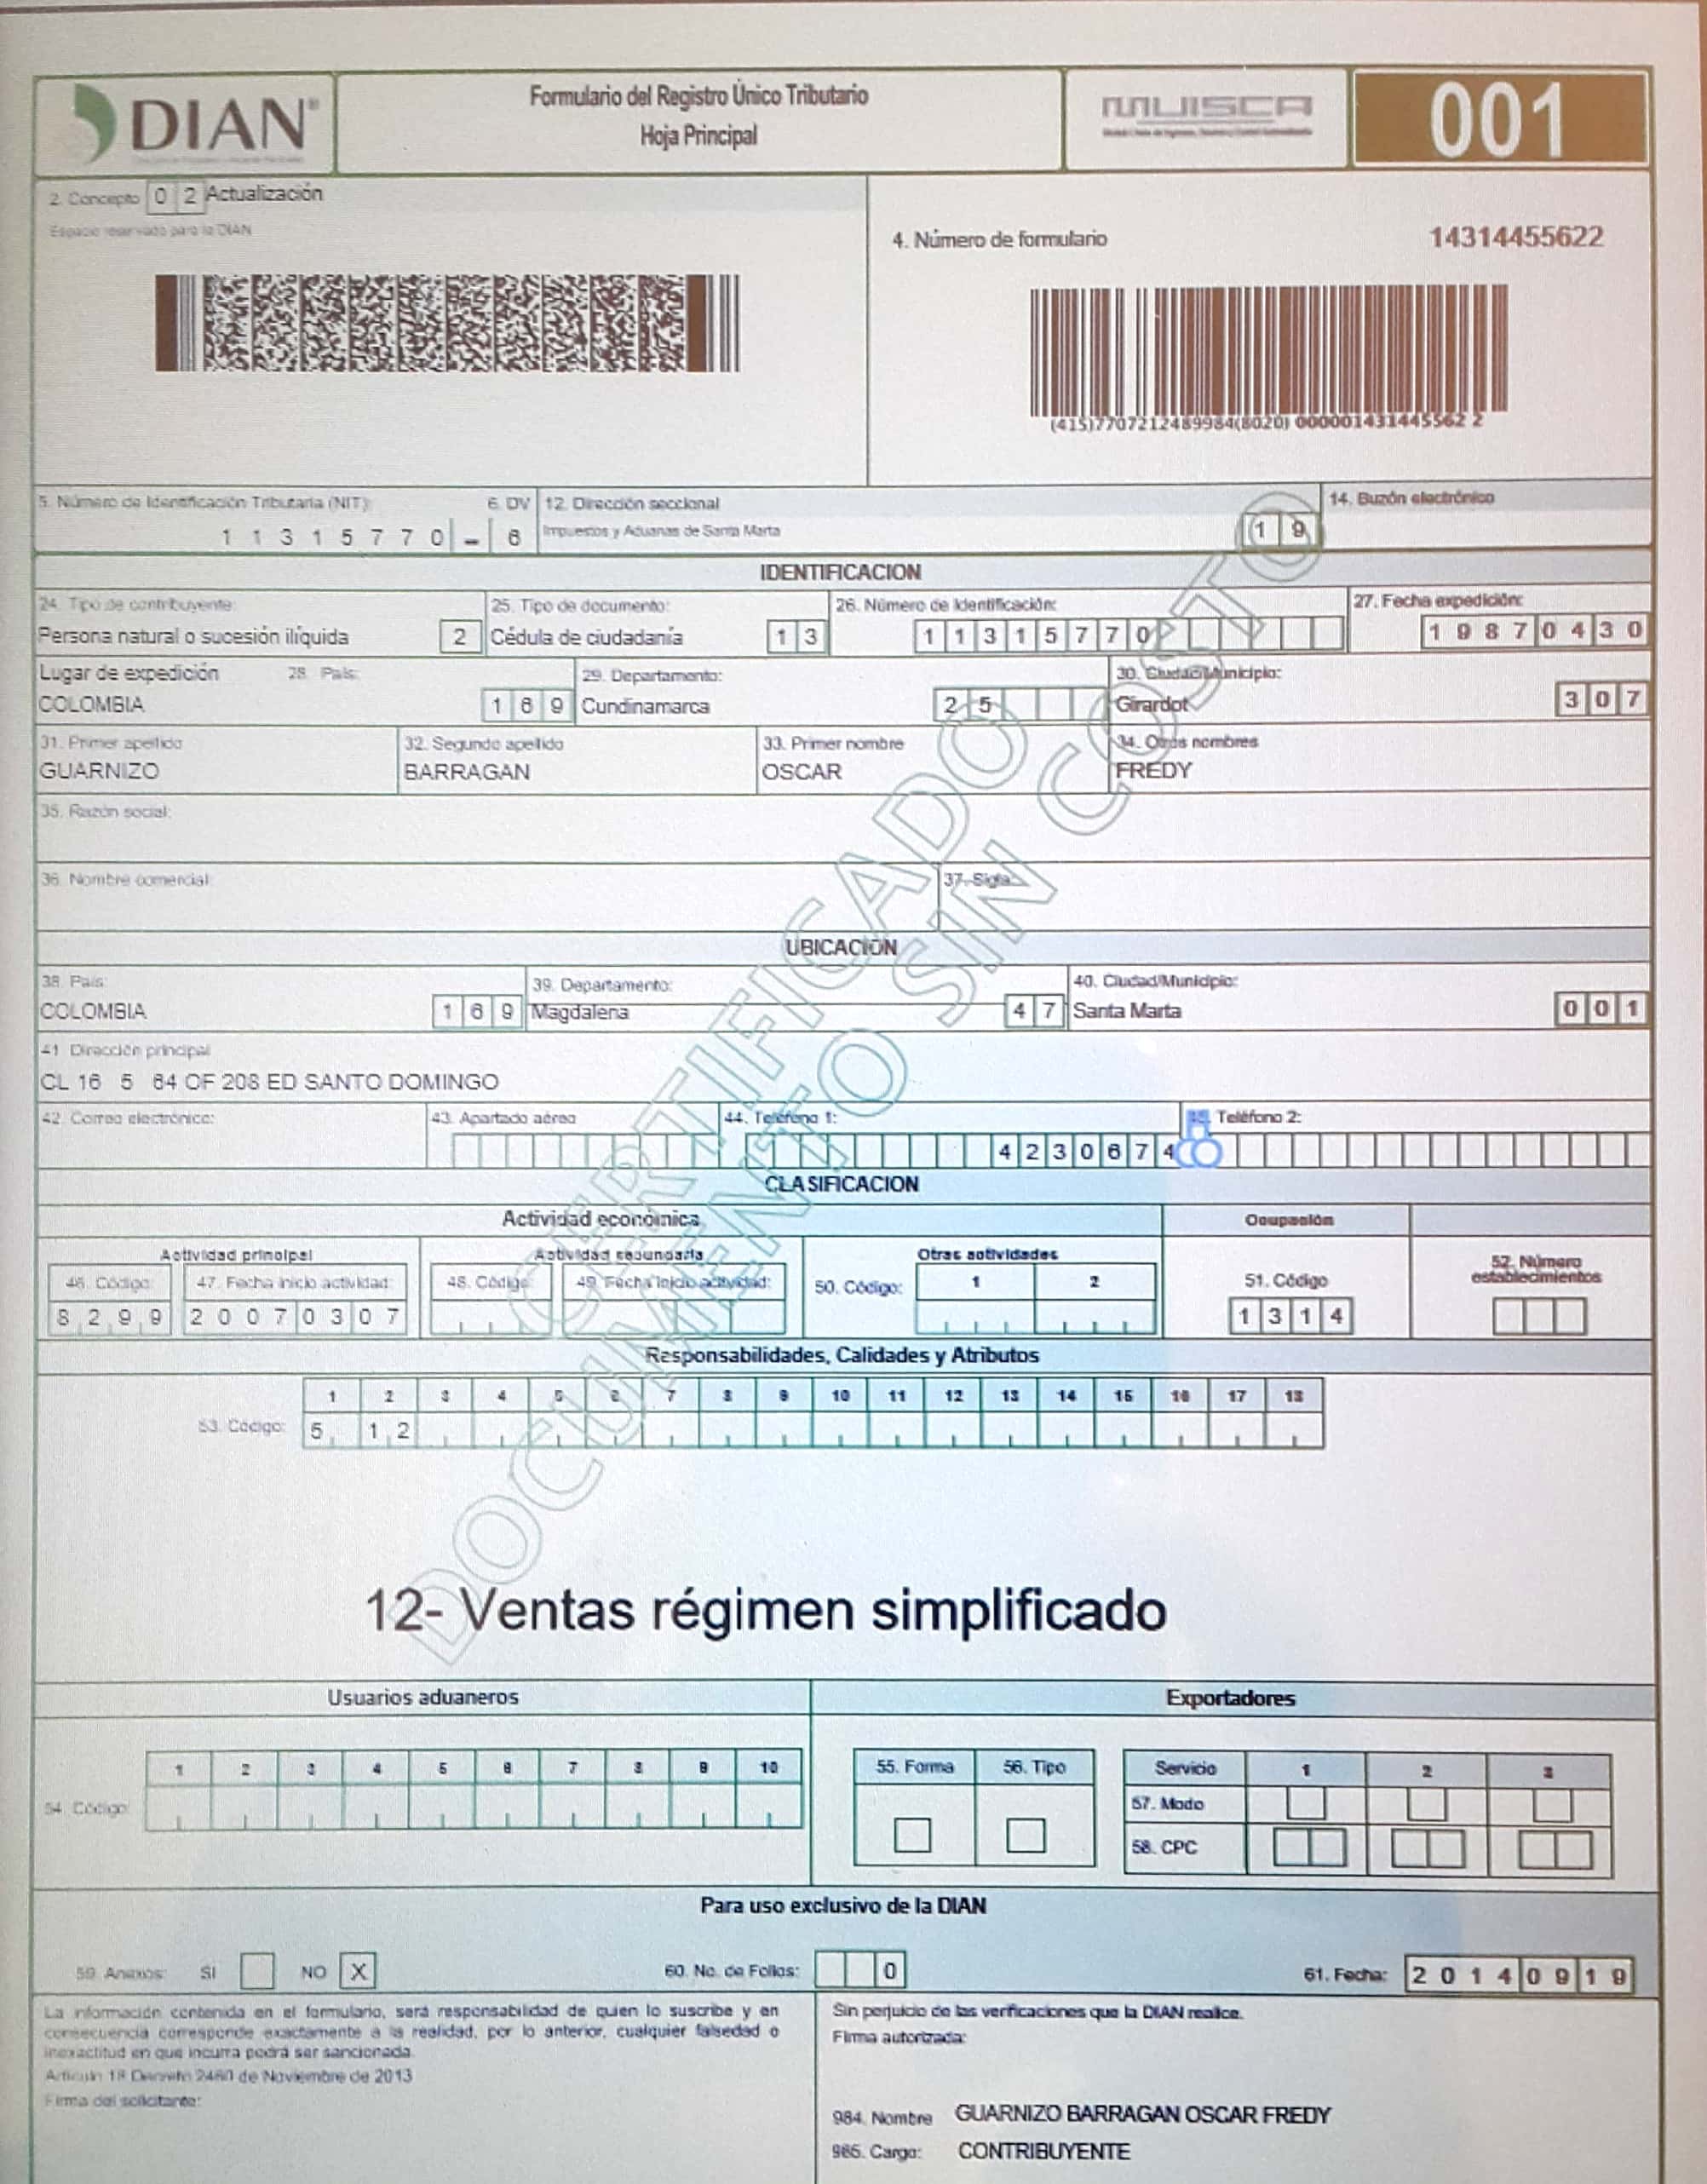 DIAN
Formulario del Registro Único Tributario
Hoja Principal
MUISCA
001
2. Concepto 0 2 Actualización
Espacio reservado para la DIAN
4. Número de formulario 14314455622
(415)7707212489984(8020) 000001431445562 2
5. Número de Identificación Tributaria (NIT): 6. DV 12. Dirección seccional 14. Buzón electrónico
1 1 3 1 5 7 7 0 - 6 Impuestos y Aduanas de Santa Marta 1 9
IDENTIFICACION
24. Tipo de contribuyente: 25. Tipo de documento: 26. Número de Identificación: 27. Fecha expedición:
Persona natural o sucesión ilíquida 2 Cédula de ciudadanía 1 3 1 1 3 1 5 7 7 0 1 9 8 7 0 4 3 0
Lugar de expedición 28. País: 29. Departamento: 30. Ciudad/Municipio:
COLOMBIA 1 6 9 Cundinamarca 2 5 Girardot 3 0 7
31. Primer apellido 32. Segundo apellido 33. Primer nombre 34. Otros nombres
GUARNIZO BARRAGAN OSCAR FREDY
35. Razón social:
36. Nombre comercial: 37. Sigla:
UBICACION
38. País: 39. Departamento: 40. Ciudad/Municipio:
COLOMBIA 1 6 9 Magdalena 4 7 Santa Marta 0 0 1
41. Dirección principal
CL 16 5 64 OF 208 ED SANTO DOMINGO
42. Correo electrónico: 43. Apartado aéreo 44. Teléfono 1: 45. Teléfono 2:
4 2 3 0 6 7 4
CLASIFICACION
Actividad económica Ocupación
Actividad principal Actividad secundaria Otras actividades 52. Número establecimientos
46. Código: 47. Fecha inicio actividad: 48. Código: 49. Fecha inicio actividad: 50. Código: 1 2 51. Código
8 2 9 9 2 0 0 7 0 3 0 7 1 3 1 4
Responsabilidades, Calidades y Atributos
1 2 3 4 5 6 7 8 9 10 11 12 13 14 15 16 17 18
53. Código: 5 1 2
12- Ventas régimen simplificado
CERTIFICADO
DOCUMENTO SIN COSTO
Usuarios aduaneros Exportadores
1 2 3 4 5 6 7 8 9 10 55. Forma 56. Tipo Servicio 1 2 3
54. Código: 57. Modo
58. CPC
Para uso exclusivo de la DIAN
59. Anexos: SI NO X 60. No. de Folios: 0 61. Fecha: 2 0 1 4 0 9 1 9
La información contenida en el formulario, será responsabilidad de quien lo suscribe y en
consecuencia corresponde exactamente a la realidad, por lo anterior, cualquier falsedad o
inexactitud en que incurra podrá ser sancionada.
Artículo 18 Decreto 2460 de Noviembre de 2013
Firma del solicitante:
Sin perjuicio de las verificaciones que la DIAN realice.
Firma autorizada:
984. Nombre GUARNIZO BARRAGAN OSCAR FREDY
985. Cargo: CONTRIBUYENTE